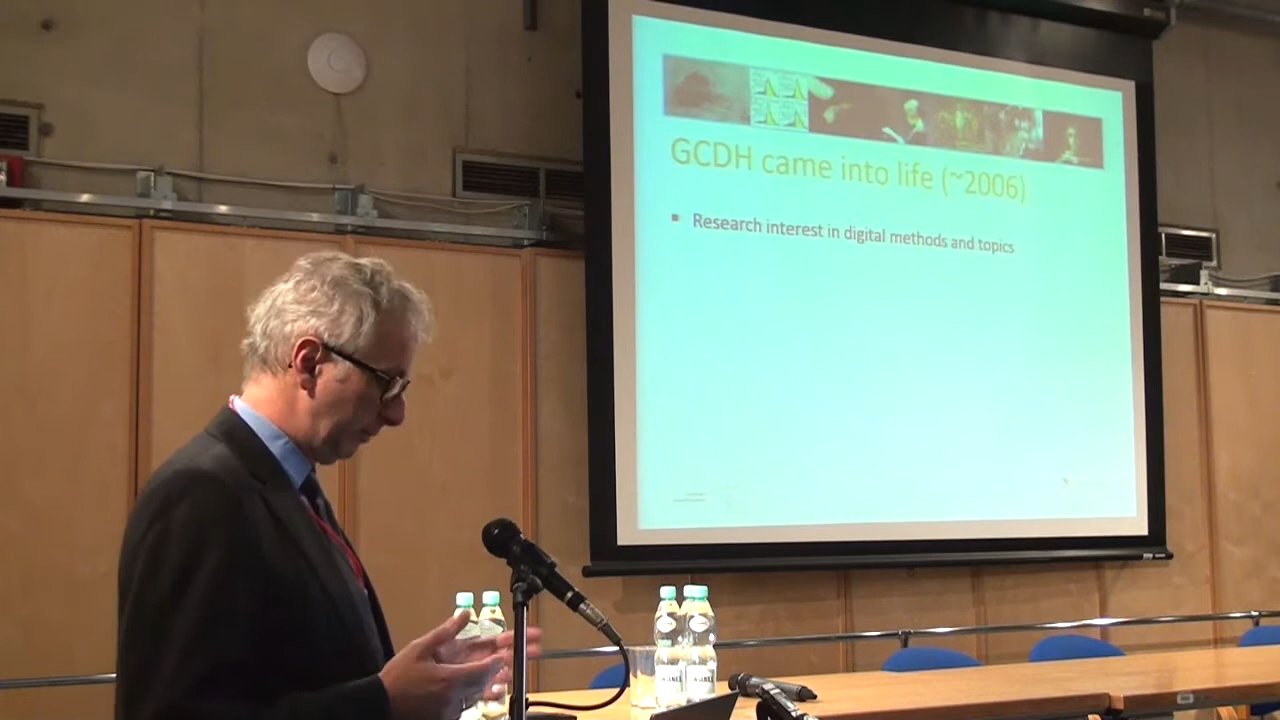 GCDH came into life (~2006)
Research interest in digital methods and topics